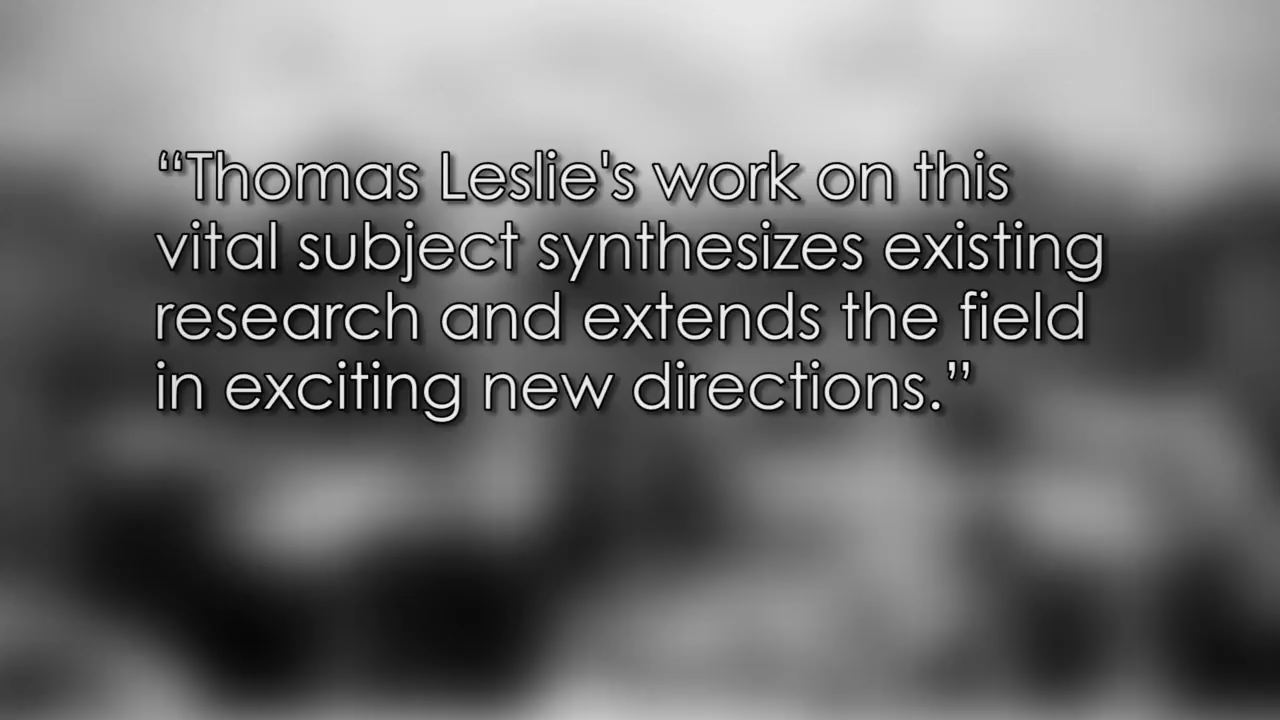 “Thomas Leslie's work on this
vital subject synthesizes existing
research and extends the field
in exciting new directions.”